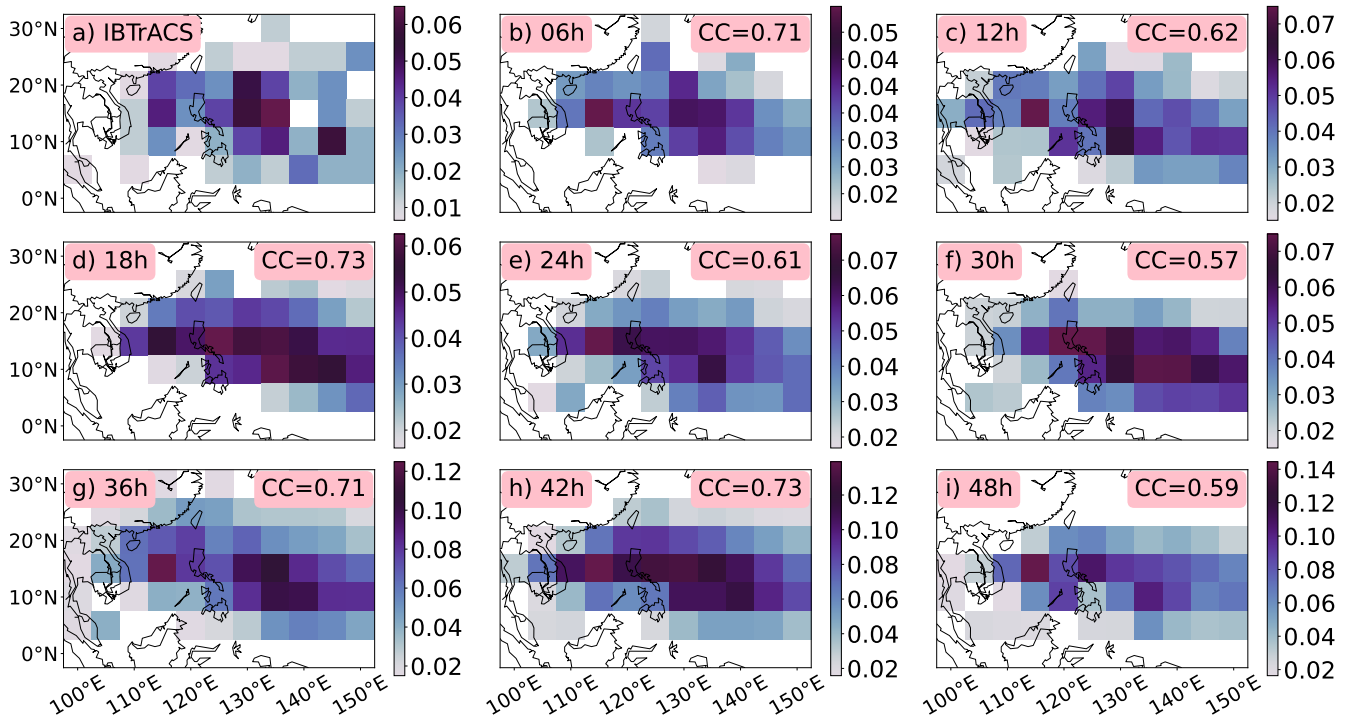 a) IBTrACS
30°N
20°N
10°N
0°N
0.06
0.05
0.04
0.03
0.02
0.01
b) 06h CC=0.71
0.05
0.04
0.04
0.03
0.03
0.02
c) 12h CC=0.62
0.07
0.06
0.05
0.04
0.03
0.02
d) 18h CC=0.73
30°N
20°N
10°N
0°N
0.06
0.05
0.04
0.03
0.02
e) 24h CC=0.61
0.07
0.06
0.05
0.04
0.03
0.02
f) 30h CC=0.57
0.07
0.06
0.05
0.04
0.03
0.02
g) 36h CC=0.71
30°N
20°N
10°N
0°N
0.12
0.10
0.08
0.06
0.04
0.02
100°E 110°E 120°E 130°E 140°E 150°E
h) 42h CC=0.73
0.12
0.10
0.08
0.06
0.04
0.02
100°E 110°E 120°E 130°E 140°E 150°E
i) 48h CC=0.59
0.14
0.12
0.10
0.08
0.06
0.04
0.02
100°E 110°E 120°E 130°E 140°E 150°E